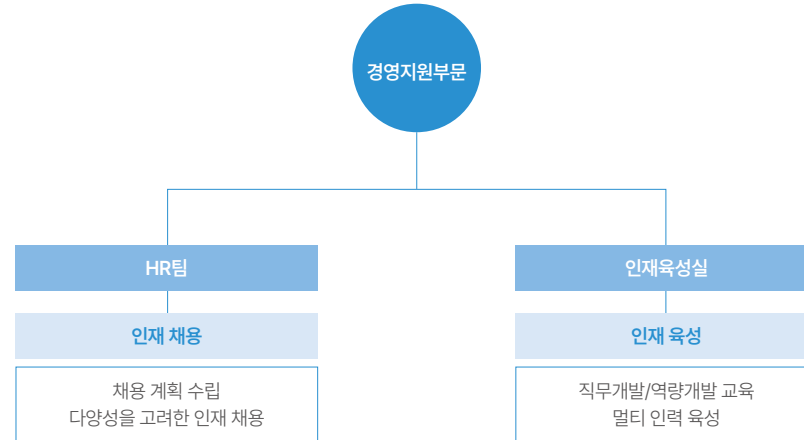 경영지원부문
HR팀
인재 채용
채용 계획 수립
다양성을 고려한 인재 채용
인재육성실
인재 육성
직무개발/역량개발 교육
멀티 인력 육성